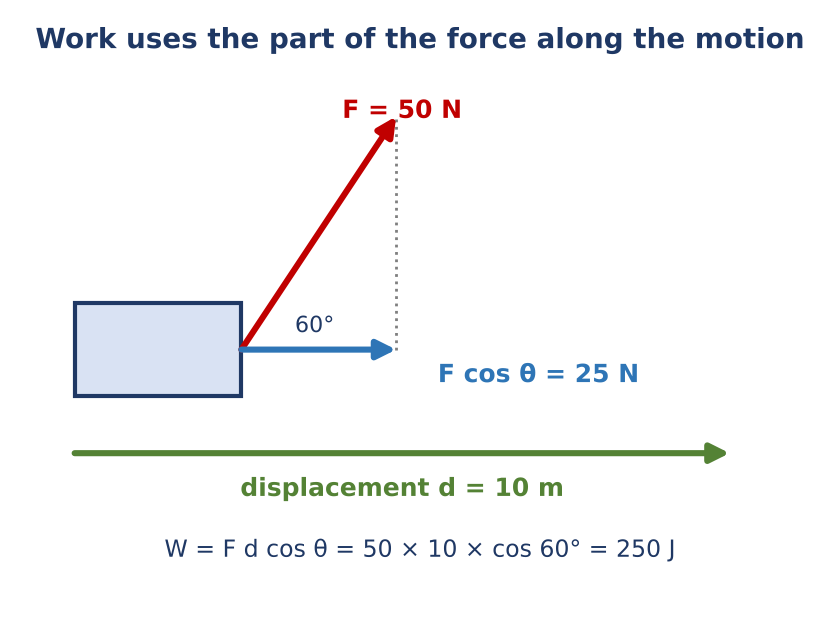 Work uses the part of the force along the motion
F = 50 N
60°
F cos θ = 25 N
displacement d = 10 m
W = F d cos θ = 50 × 10 × cos 60° = 250 J